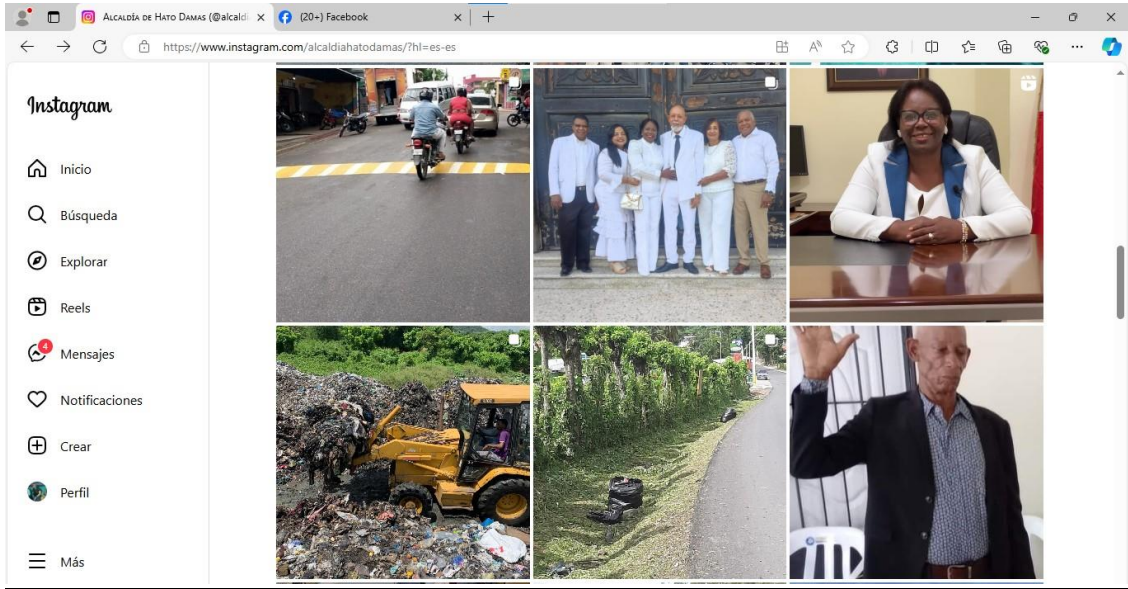 ALCALDÍA DE HATO DAMAS (@alcaldi
(20+) Facebook
https://www.instagram.com/alcaldiahatodamas/?hl=es-es
Instagram
Inicio
Búsqueda
Explorar
Reels
4
Mensajes
Notificaciones
Crear
Perfil
Más